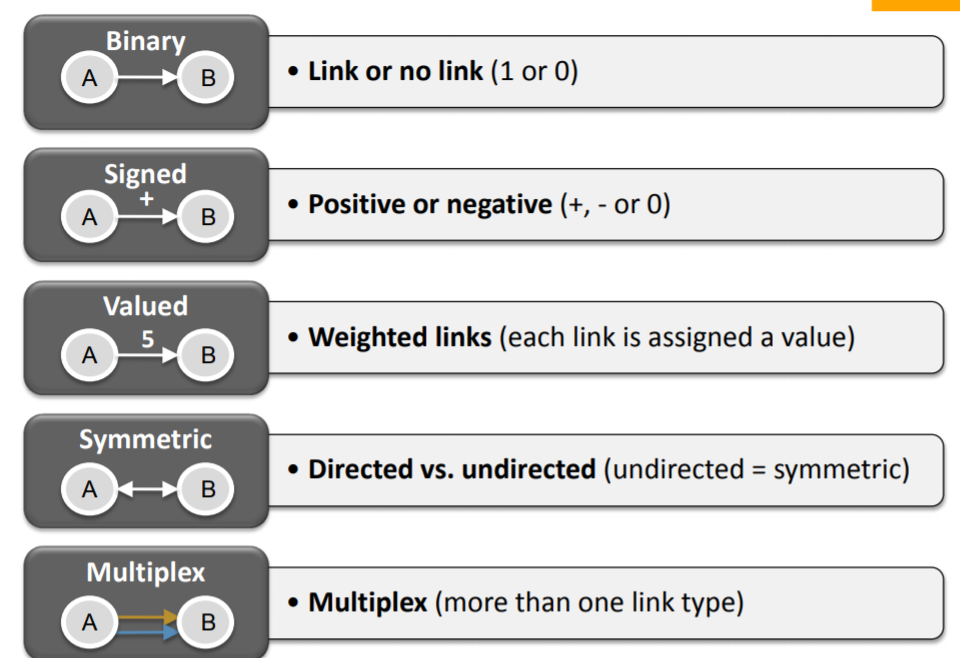 Binary
A B
• Link or no link (1 or 0)
Signed
+
A B
• Positive or negative (+, - or 0)
Valued
5
A B
• Weighted links (each link is assigned a value)
Symmetric
A B
• Directed vs. undirected (undirected = symmetric)
Multiplex
A B
• Multiplex (more than one link type)